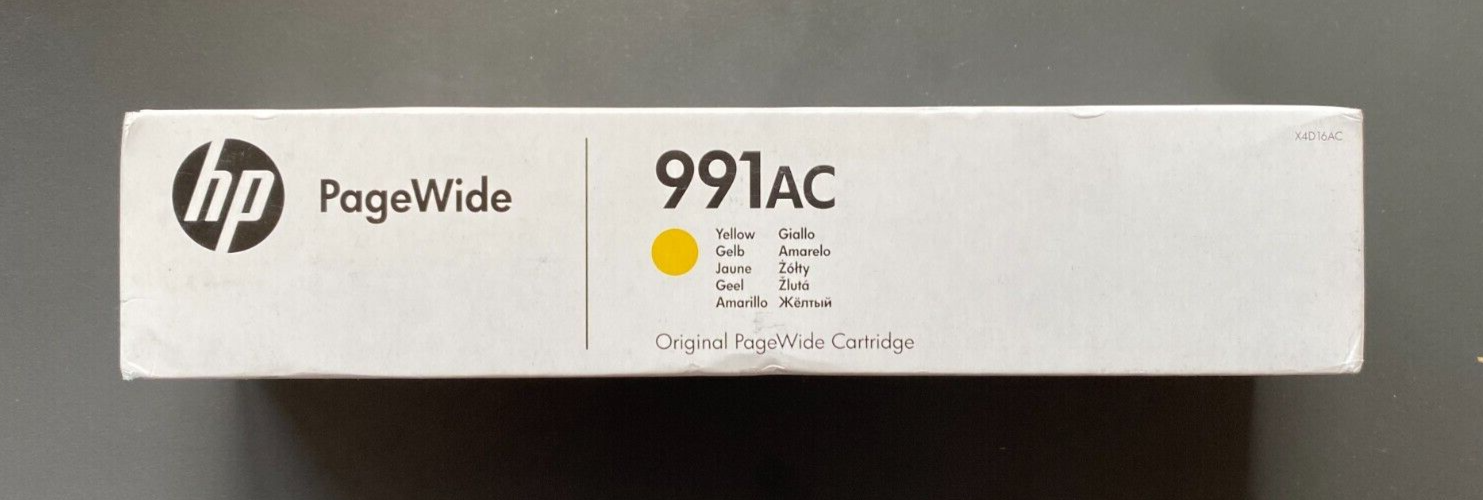 hp
PageWide
991AC
X4D16AC
Yellow Giallo
Gelb Amarelo
Jaune Żółty
Geel Žlutá
Amarillo Жёлтый
Original PageWide Cartridge